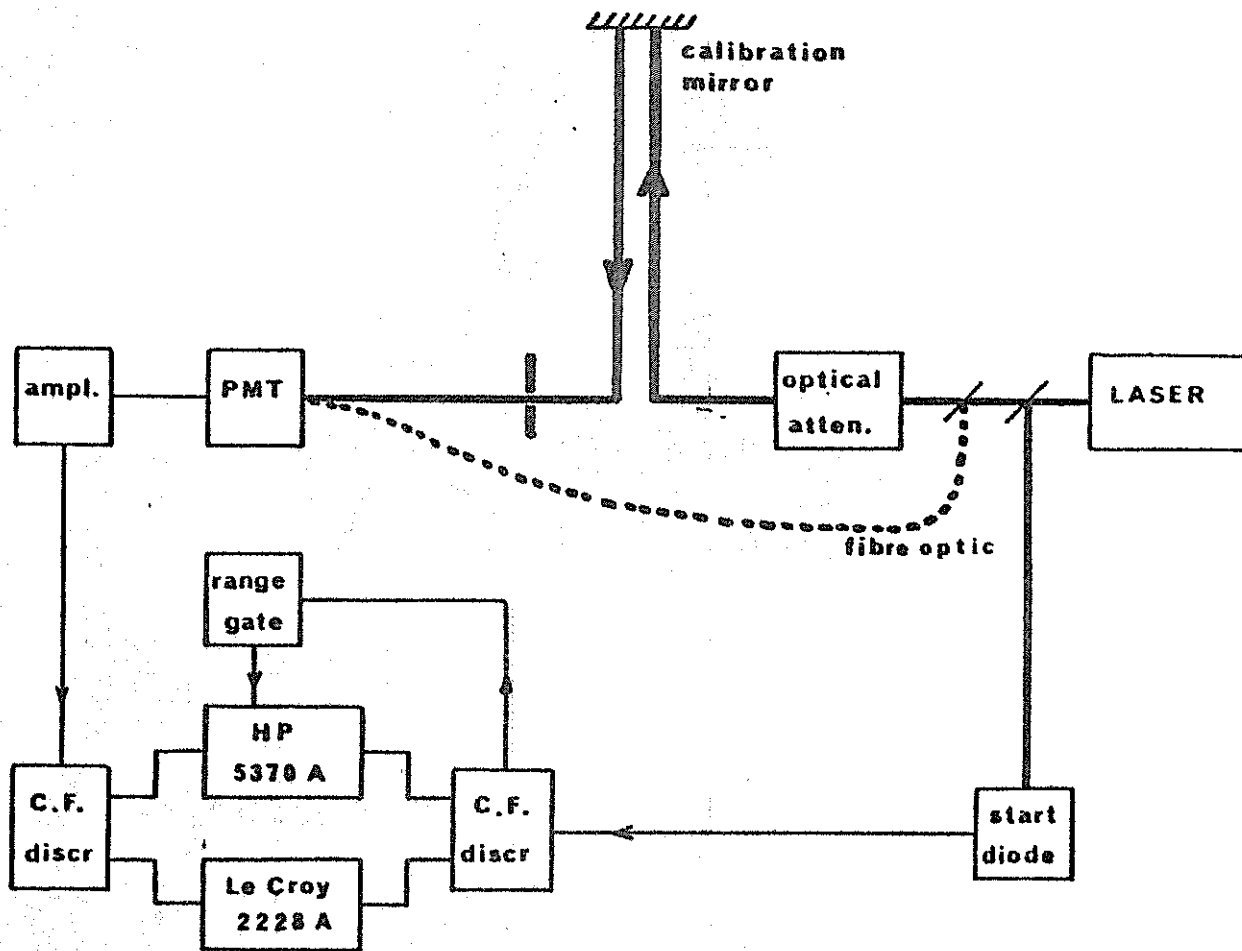 calibration
mirror
ampl.
PMT
optical
atten.
LASER
fibre optic
range
gate
HP
5370 A
C.F.
discr
C.F.
discr
start
diode
Le Croy
2228 A